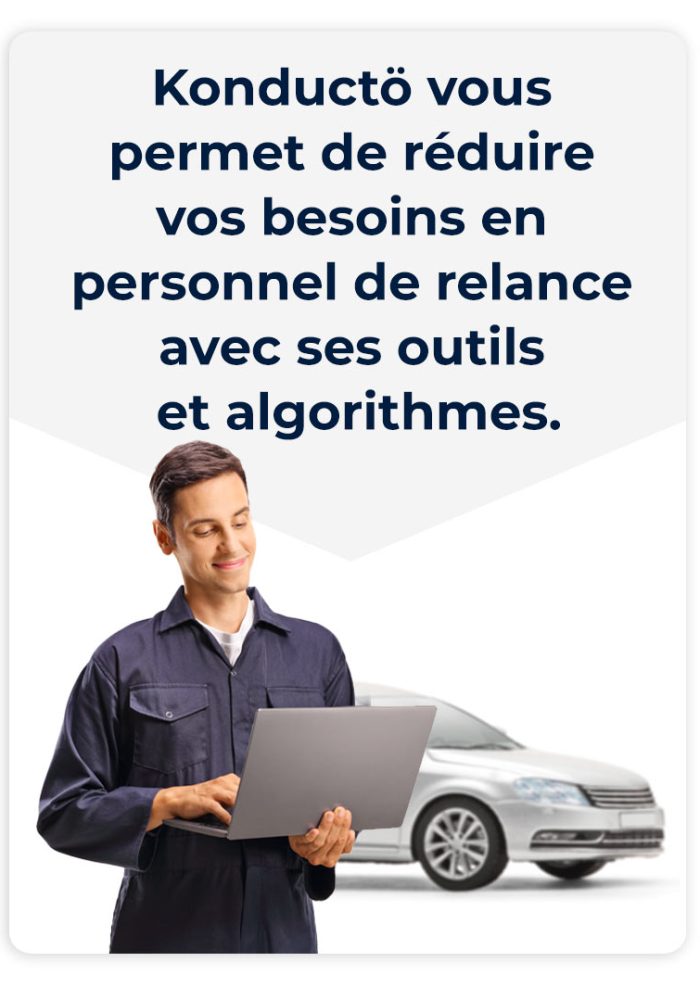 Konductö vous
permet de réduire
vos besoins en
personnel de relance
avec ses outils
et algorithmes.